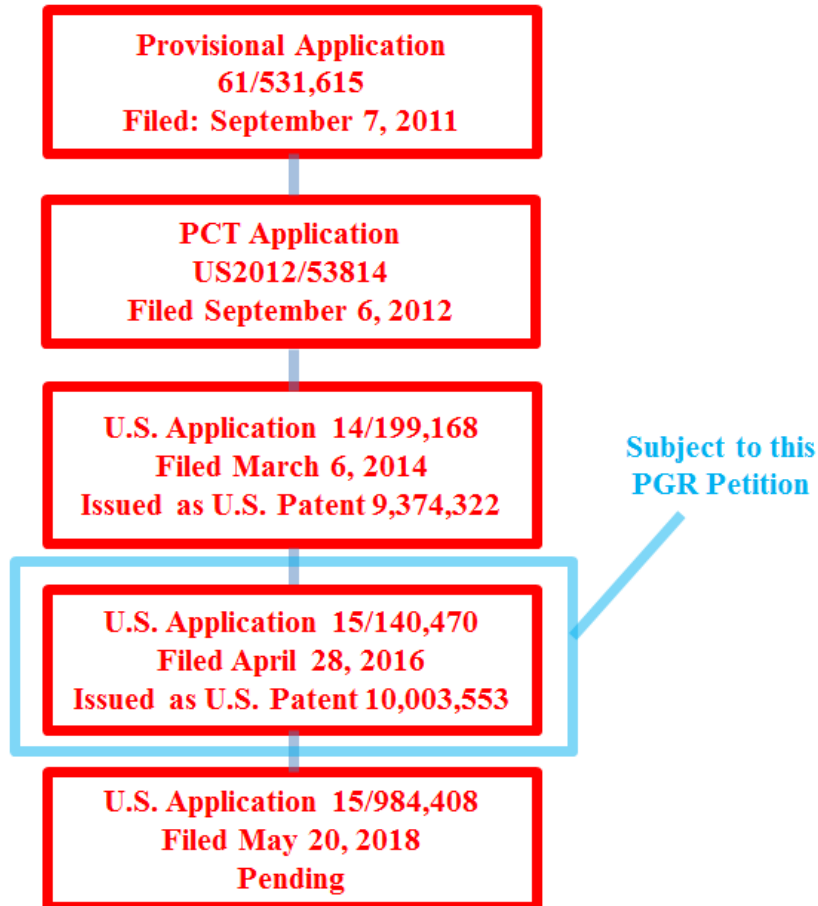 Provisional Application
61/531,615
Filed: September 7, 2011
PCT Application
US2012/53814
Filed September 6, 2012
U.S. Application 14/199,168
Filed March 6, 2014
Issued as U.S. Patent 9,374,322
Subject to this
PGR Petition
U.S. Application 15/140,470
Filed April 28, 2016
Issued as U.S. Patent 10,003,553
U.S. Application 15/984,408
Filed May 20, 2018
Pending